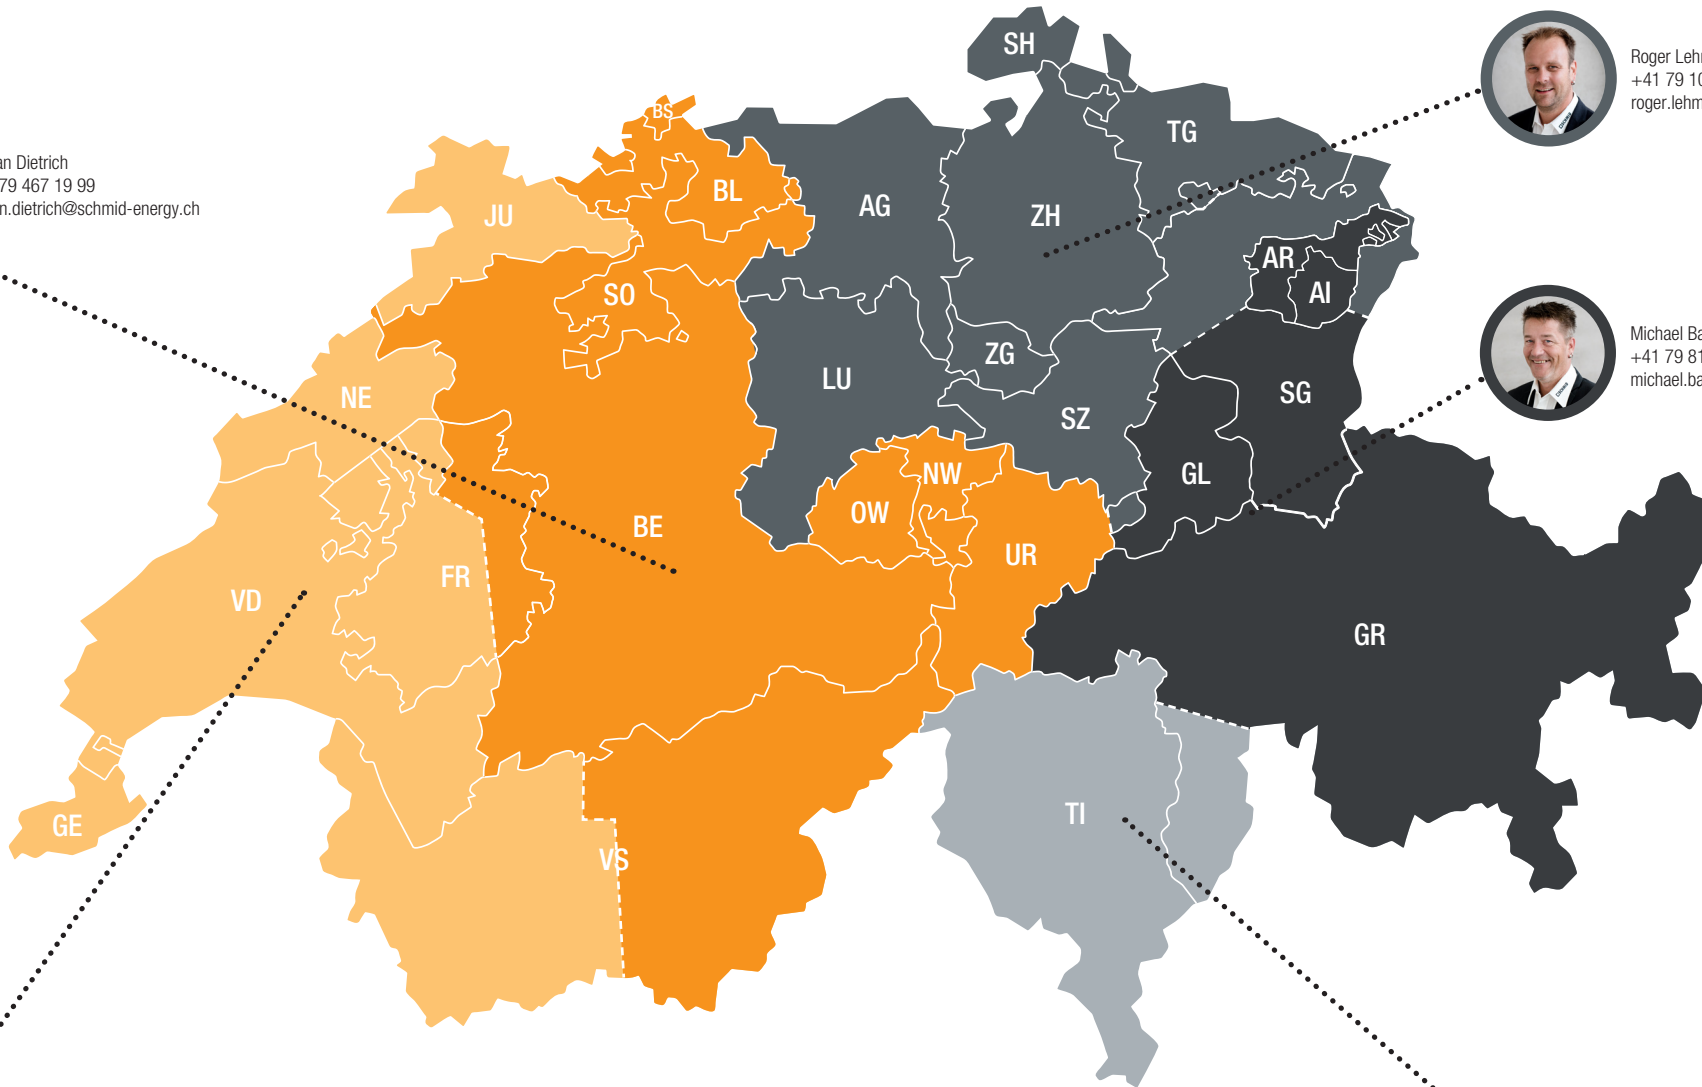 an Dietrich
79 467 19 99
n.dietrich@schmid-energy.ch
Roger Leh
+41 79 10
roger.lehm
Michael Ba
+41 79 81
michael.ba
SH
BS
TG
BL
JU
AG
ZH
AR
SO
AI
ZG
LU
NE
SG
SZ
NW
GL
OW
BE
UR
FR
VD
GR
TI
GE
VS